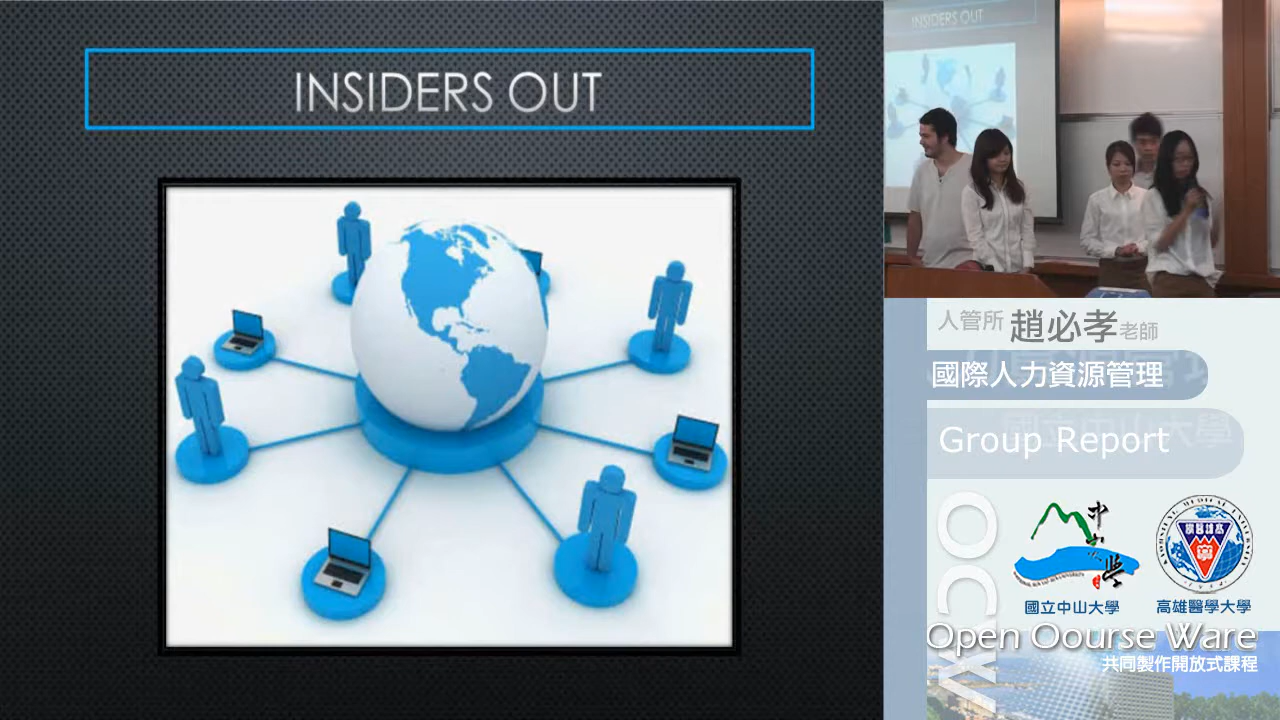 INSIDERS OUT
INSIDERS OUT
人管所 趙必孝老師
國際人力資源管理
Group Report
OCW
國立中山大學
高雄醫學大學
Open Oourse Ware
共同製作開放式課程